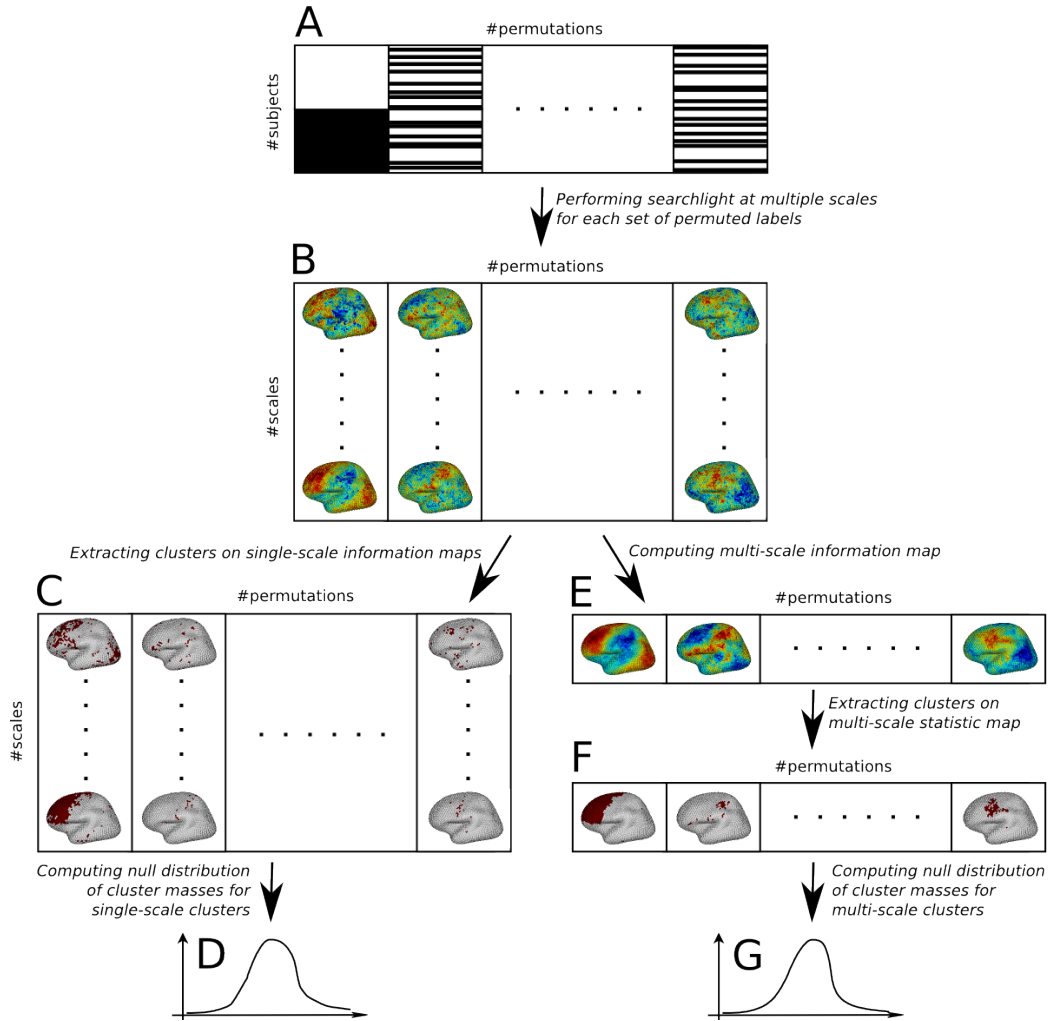 A
#permutations
#subjects
Performing searchlight at multiple scales
for each set of permuted labels
B
#permutations
#scales
Extracting clusters on single-scale information maps
Computing multi-scale information map
C
#permutations
#scales
E
#permutations
Extracting clusters on
multi-scale statistic map
F
#permutations
Computing null distribution
of cluster masses for
single-scale clusters
Computing null distribution
of cluster masses for
multi-scale clusters
D
G